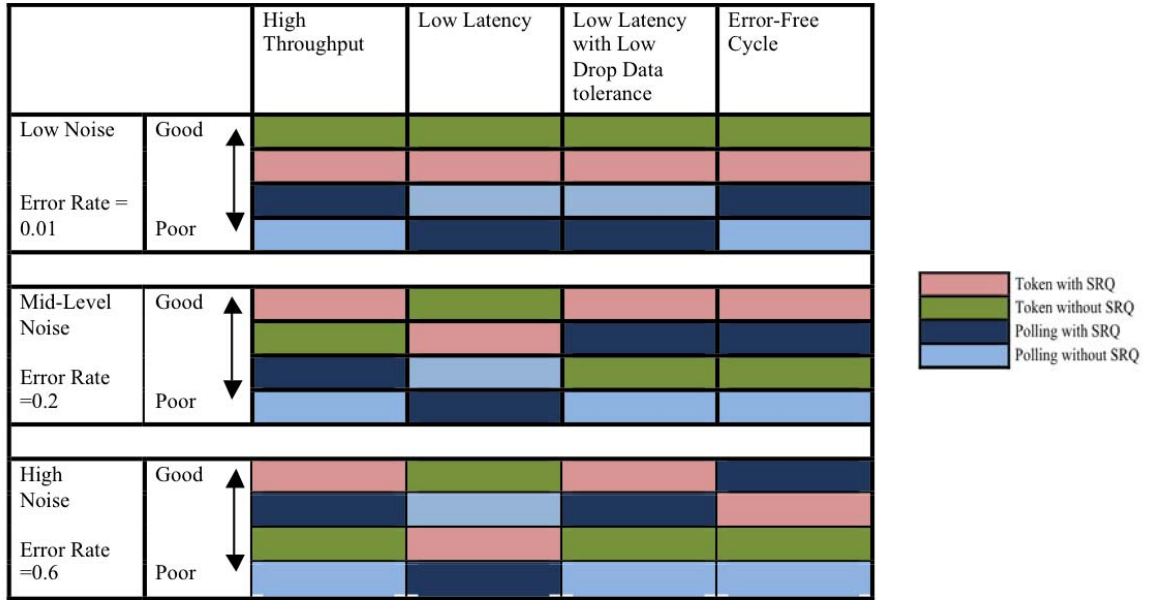 High
Throughput
Low Latency
Low Latency
with Low
Drop Data
tolerance
Error-Free
Cycle
Low Noise
Error Rate =
0.01
Good
Poor
Mid-Level
Noise
Error Rate
=0.2
Good
Poor
High
Noise
Error Rate
=0.6
Good
Poor
Token with SRQ
Token without SRQ
Polling with SRQ
Polling without SRQ